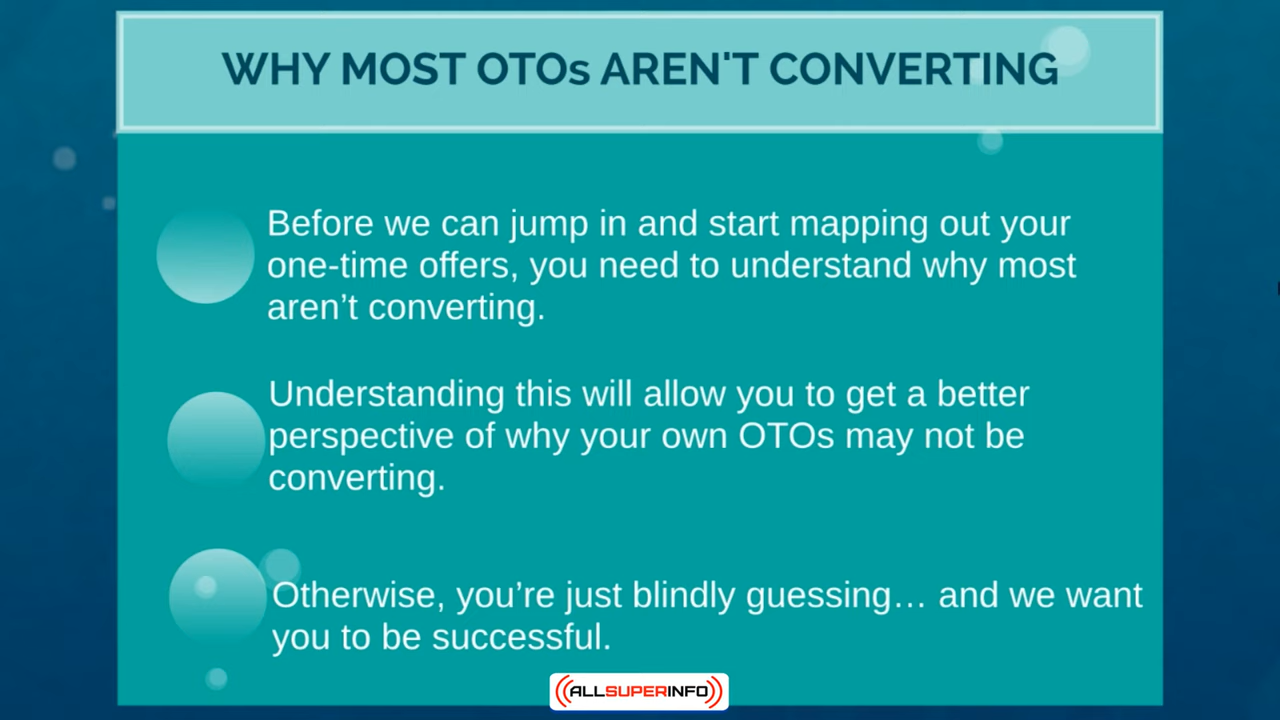 WHY MOST OTOs AREN'T CONVERTING
Before we can jump in and start mapping out your
one-time offers, you need to understand why most
aren’t converting.
Understanding this will allow you to get a better
perspective of why your own OTOs may not be
converting.
Otherwise, you’re just blindly guessing… and we want
you to be successful.
ALLSUPERINFO